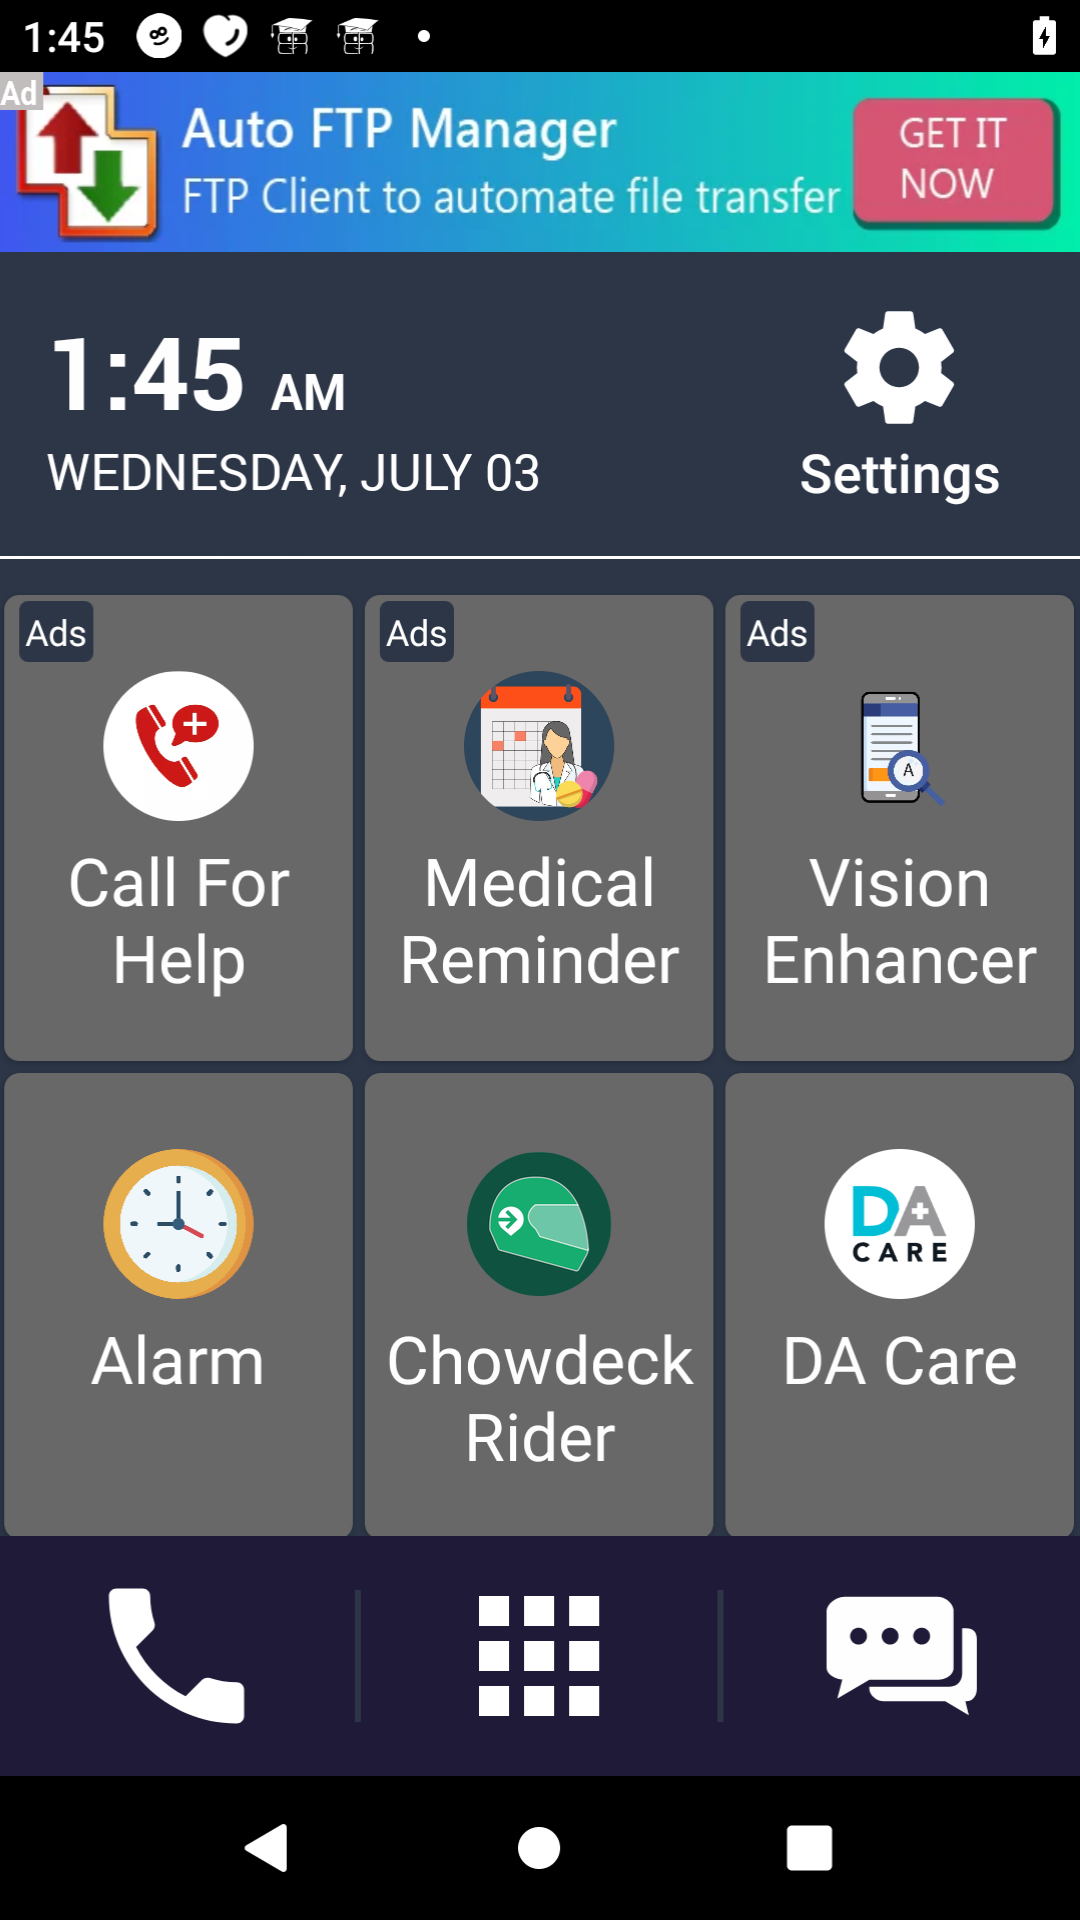 1:45
Ad
Auto FTP Manager
FTP Client to automate file transfer
GET IT
NOW
1:45 AM
WEDNESDAY, JULY 03
Settings
Ads
Ads
Ads
A
Call For
Help
Medical
Reminder
Vision
Enhancer
DA
CARE
Alarm
Chowdeck
Rider
DA Care